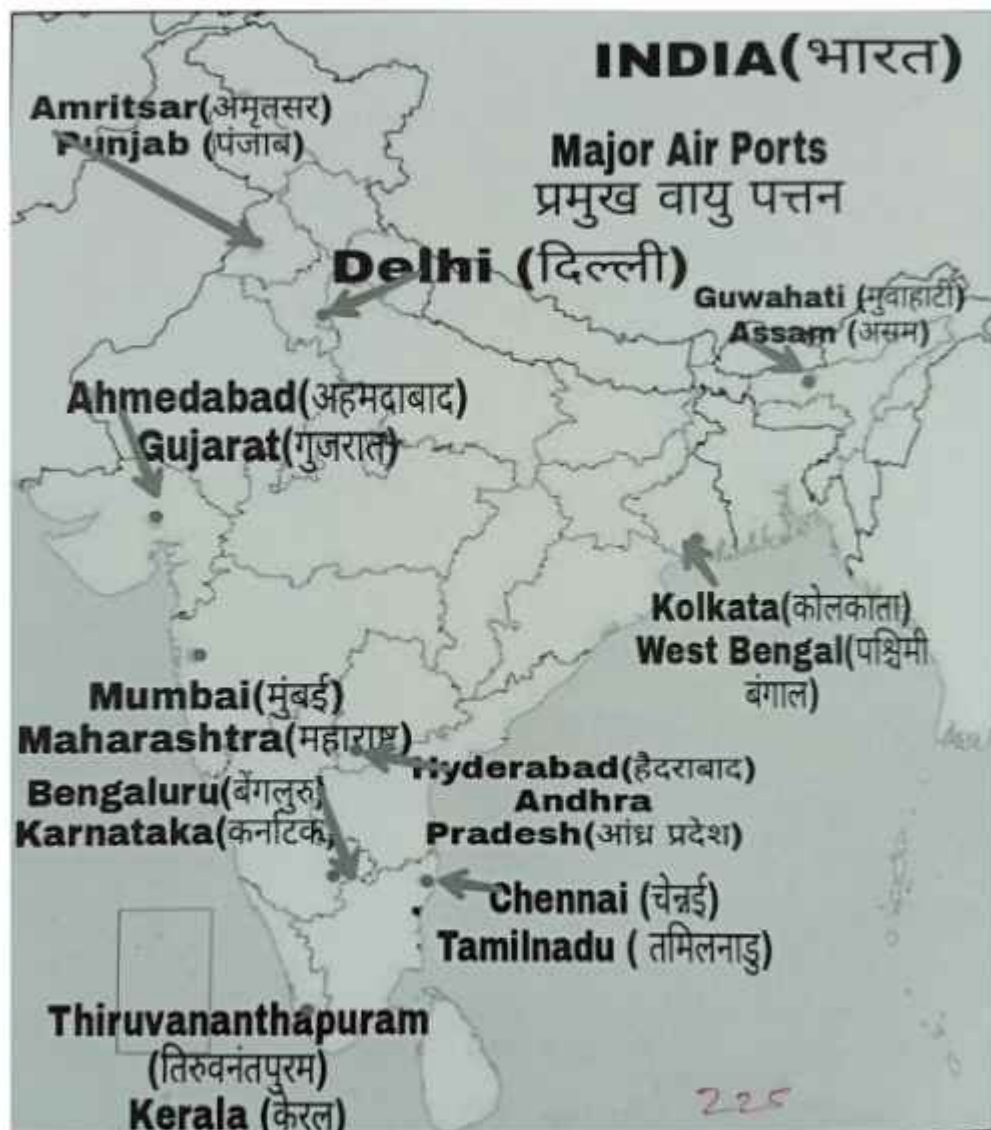 INDIA(भारत)
Amritsar(अमृतसर)
Punjab (पंजाब)
Major Air Ports
प्रमुख वायु पत्तन
Delhi (दिल्ली)
Guwahati (गुवाहाटी)
Assam (असम)
Ahmedabad(अहमदाबाद)
Gujarat(गुजरात)
Kolkata(कोलकाता)
West Bengal(पश्चिमी
बंगाल)
Mumbai(मुंबई)
Maharashtra(महाराष्ट्र)
Hyderabad(हैदराबाद)
Andhra
Pradesh(आंध्र प्रदेश)
Bengaluru(बेंगलुरु)
Karnataka(कर्नाटक)
Chennai (चेन्नई)
Tamilnadu ( तमिलनाडु)
Thiruvananthapuram
(तिरुवनंतपुरम)
Kerala (केरल)
225